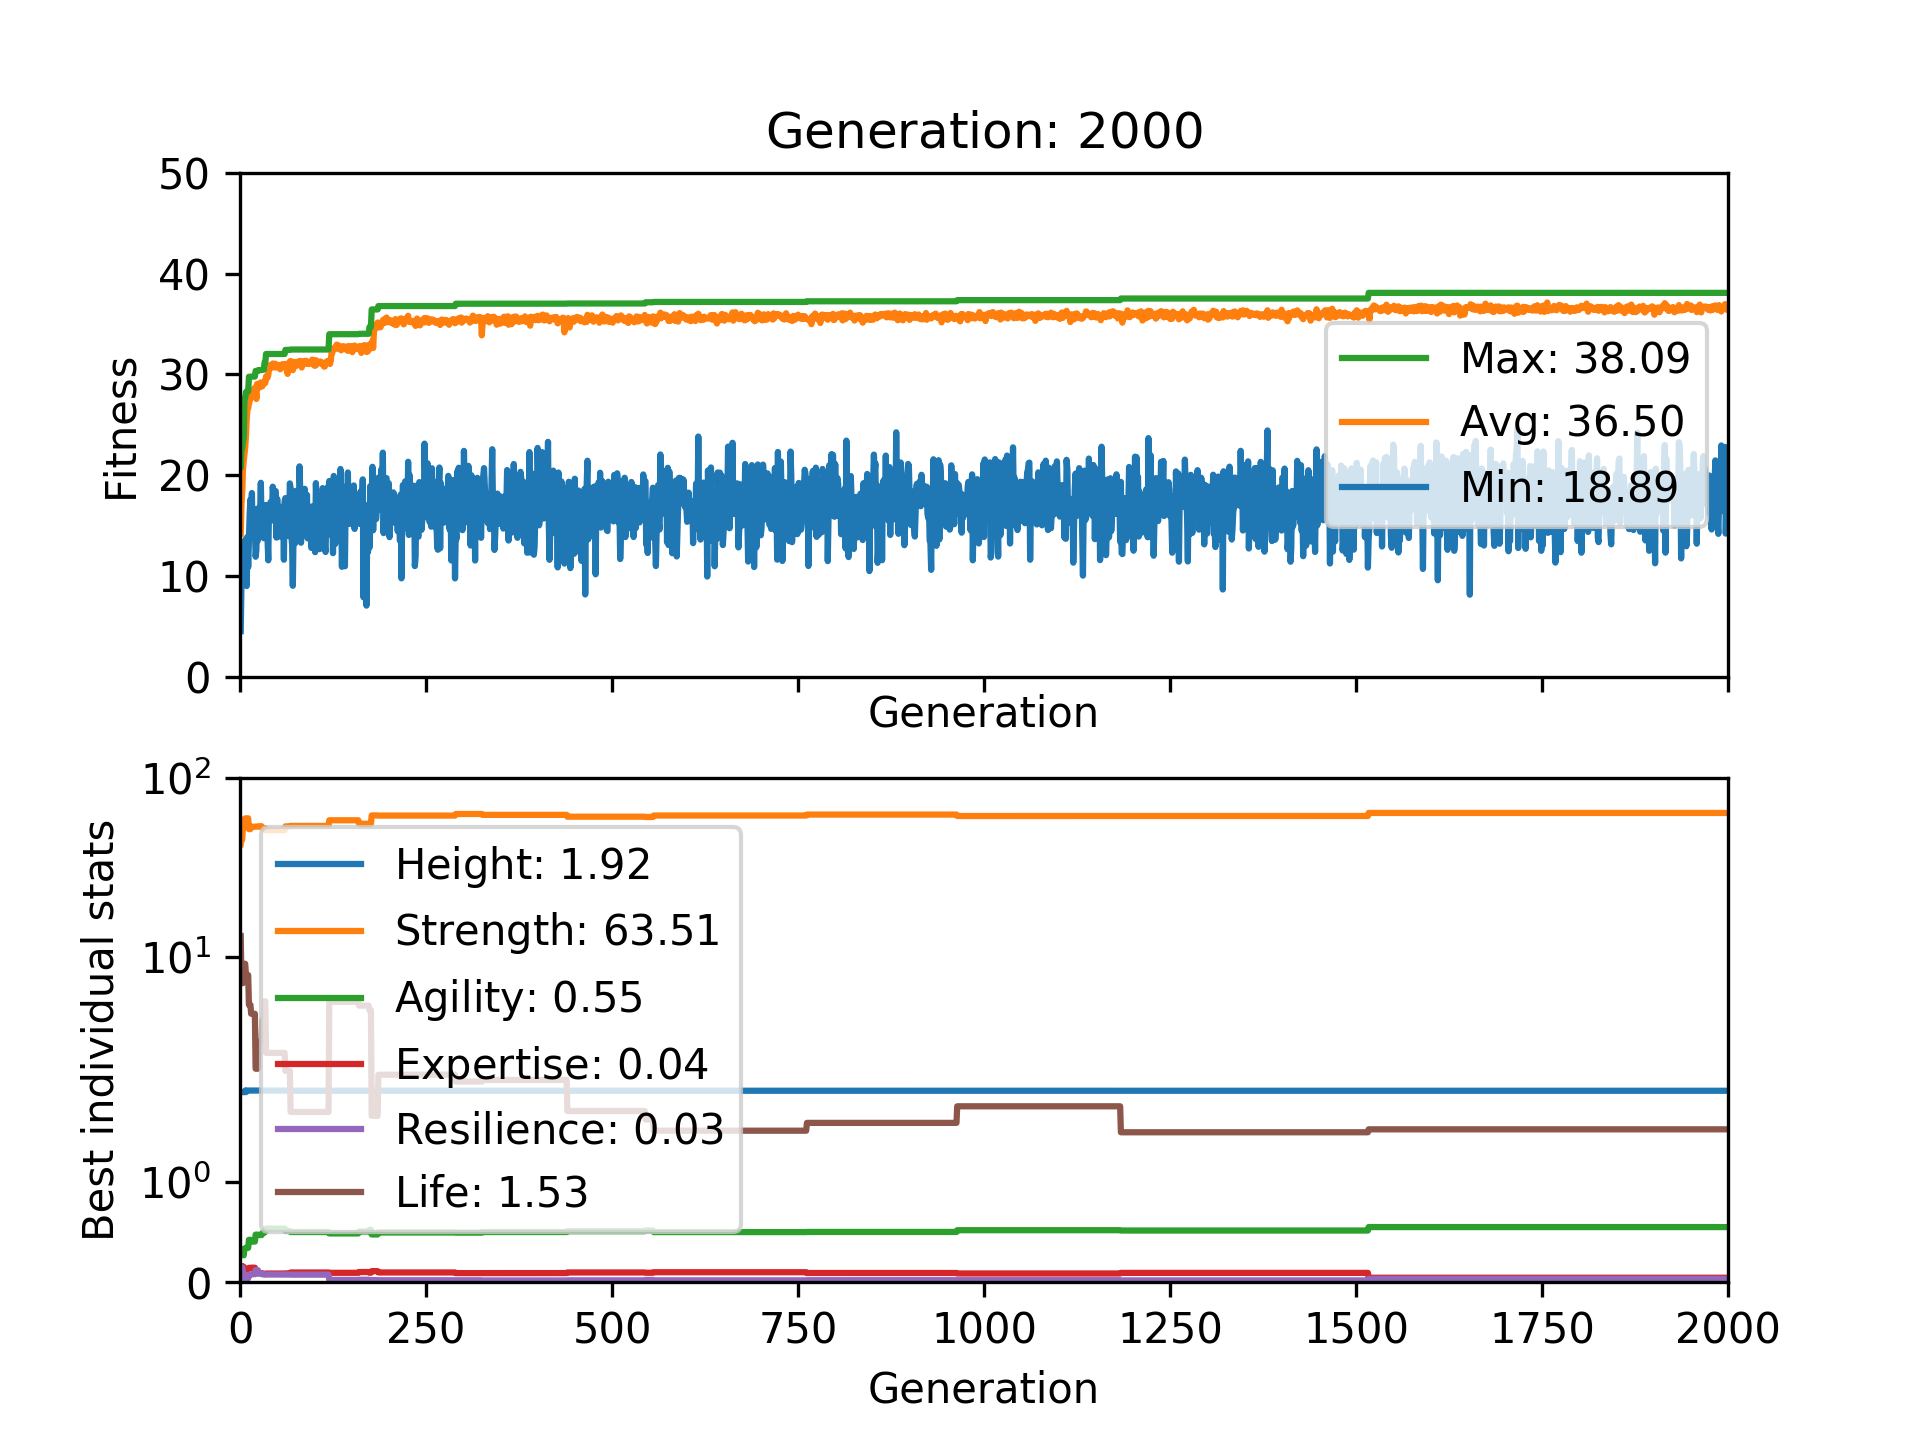 Generation: 2000
50
40
30
20
10
0
Fitness
Max: 38.09
Avg: 36.50
Min: 18.89
Generation
10²
10¹
10⁰
0
Best individual stats
Height: 1.92
Strength: 63.51
Agility: 0.55
Expertise: 0.04
Resilience: 0.03
Life: 1.53
0 250 500 750 1000 1250 1500 1750 2000
Generation